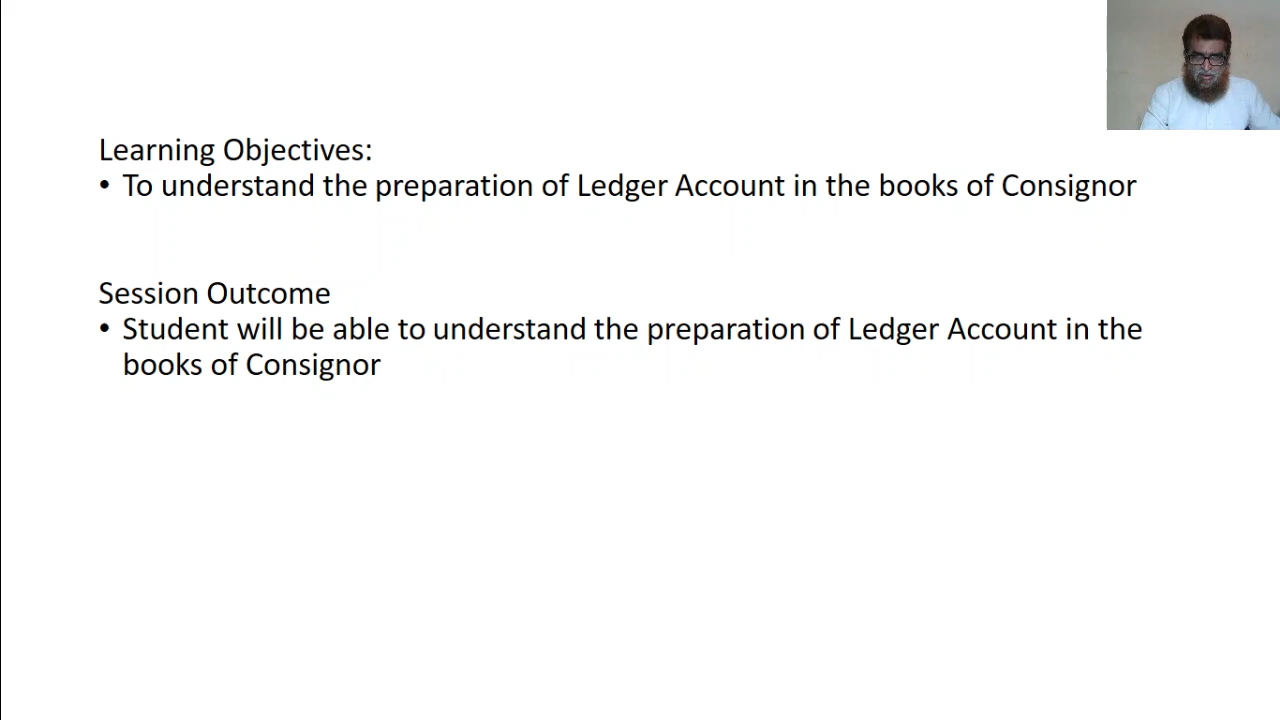 Learning Objectives:
• To understand the preparation of Ledger Account in the books of Consignor
Session Outcome
• Student will be able to understand the preparation of Ledger Account in the
books of Consignor